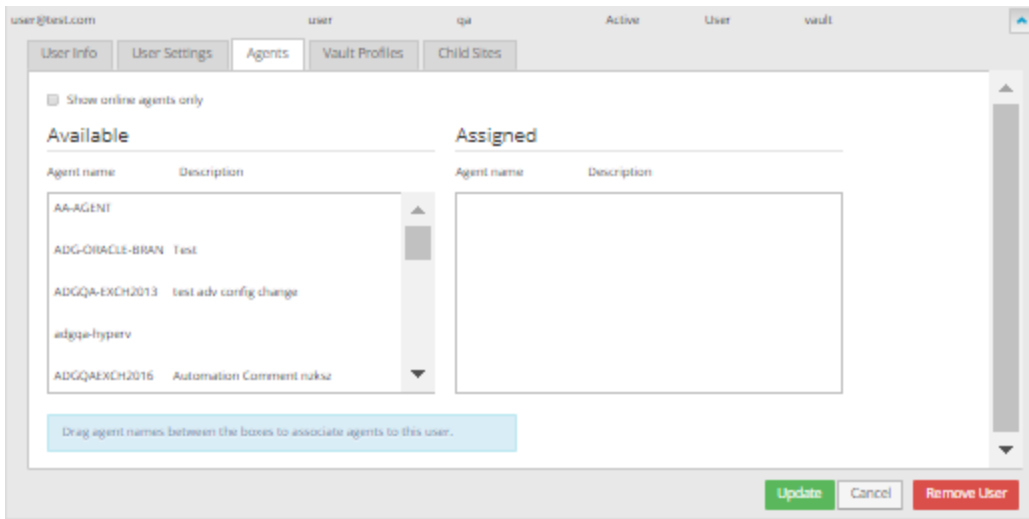 user@test.com user qa Active User vault
User Info User Settings Agents Vault Profiles Child Sites
Show online agents only
Available Assigned
Agent name Description Agent name Description
AA-AGENT
ADG-ORACLE-BRAN Test
ADGQA-EXCH2013 test adv config change
adgqa-hyperv
ADGQAEXCH2016 Automation Comment nzksz
Drag agent names between the boxes to associate agents to this user.
Update Cancel Remove User